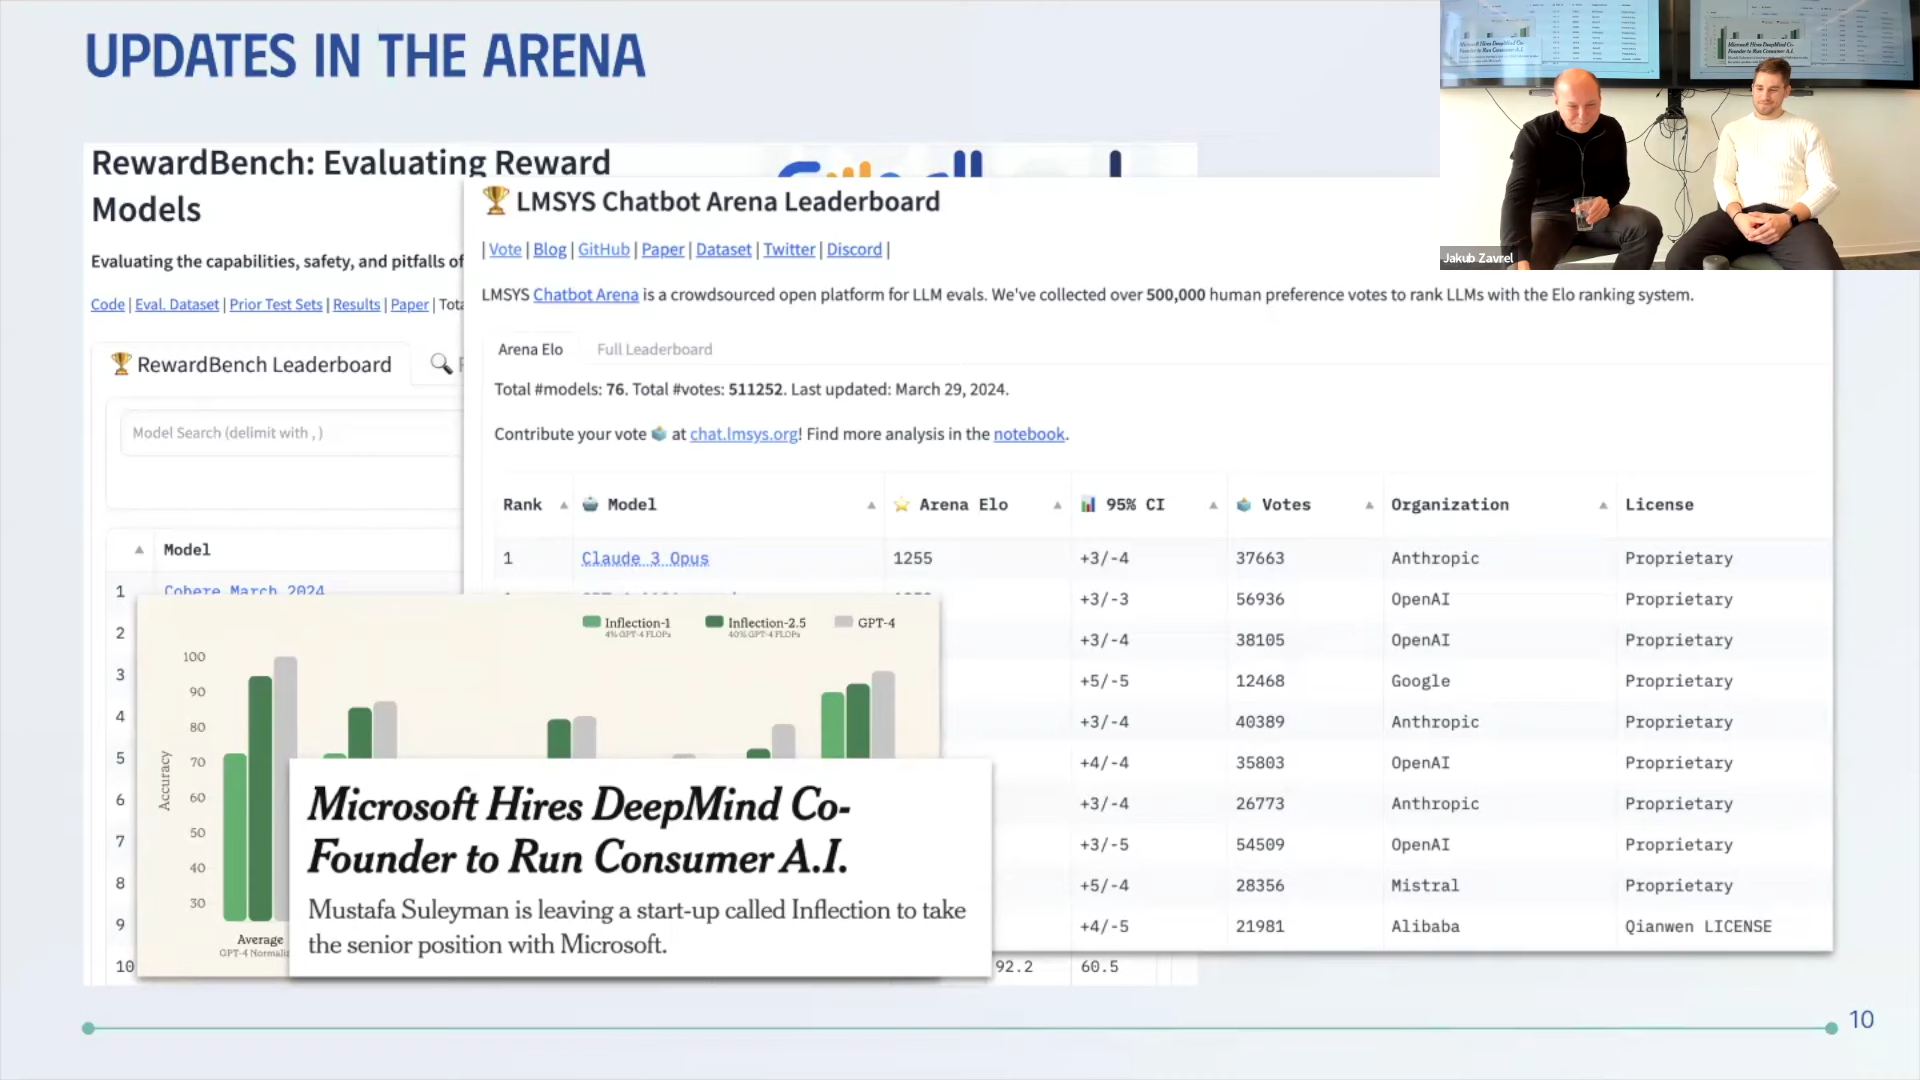 UPDATES IN THE ARENA
RewardBench: Evaluating Reward
Models
Evaluating the capabilities, safety, and pitfalls of
Code | Eval. Dataset | Prior Test Sets | Results | Paper |
🏆 RewardBench Leaderboard
Model Search (delimit with , )
Model
1 Cohere March 2024
2
3
4
5
6
7
8
9
10
92.2 60.5
🏆 LMSYS Chatbot Arena Leaderboard
| Vote | Blog | GitHub | Paper | Dataset | Twitter | Discord |
LMSYS Chatbot Arena is a crowdsourced open platform for LLM evals. We've collected over 500,000 human preference votes to rank LLMs with the Elo ranking system.
Arena Elo Full Leaderboard
Total #models: 76. Total #votes: 511252. Last updated: March 29, 2024.
Contribute your vote 🗳️ at chat.lmsys.org! Find more analysis in the notebook.
Rank 🤖 Model ⭐ Arena Elo 📊 95% CI 🗳️ Votes Organization License
1 Claude 3 Opus 1255 +3/-4 37663 Anthropic Proprietary
+3/-3 56936 OpenAI Proprietary
+3/-4 38105 OpenAI Proprietary
+5/-5 12468 Google Proprietary
+3/-4 40389 Anthropic Proprietary
+4/-4 35803 OpenAI Proprietary
+3/-4 26773 Anthropic Proprietary
+3/-5 54509 OpenAI Proprietary
+5/-4 28356 Mistral Proprietary
+4/-5 21981 Alibaba Qianwen LICENSE
Inflection-1 Inflection-2.5 GPT-4
4% GPT-4 FLOPs 40% GPT-4 FLOPs
100
90
80
70
60
50
40
30
Accuracy
Average
Microsoft Hires DeepMind Co-
Founder to Run Consumer A.I.
Mustafa Suleyman is leaving a start-up called Inflection to take
the senior position with Microsoft.
Jakub Zavrel
10